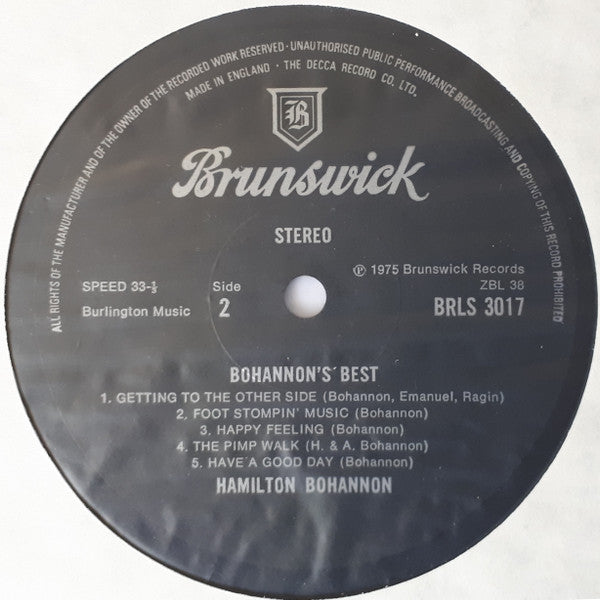 ALL RIGHTS OF THE MANUFACTURER AND OF THE OWNER OF THE RECORDED WORK RESERVED · UNAUTHORISED PUBLIC PERFORMANCE BROADCASTING AND COPYING OF THIS RECORD PROHIBITED
MADE IN ENGLAND · THE DECCA RECORD CO. LTD.
B
Brunswick
STEREO
SPEED 33-⅓
Burlington Music
Side
2
℗ 1975 Brunswick Records
ZBL 38
BRLS 3017
BOHANNON'S BEST
1. GETTING TO THE OTHER SIDE (Bohannon, Emanuel, Ragin)
2. FOOT STOMPIN' MUSIC (Bohannon)
3. HAPPY FEELING (Bohannon)
4. THE PIMP WALK (H. & A. Bohannon)
5. HAVE A GOOD DAY (Bohannon)
HAMILTON BOHANNON